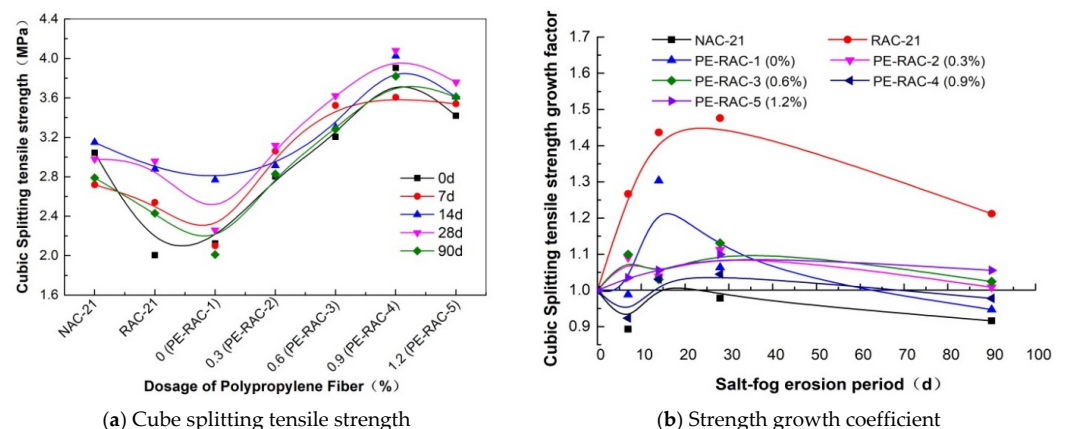 4.4
4.0
3.6
3.2
2.8
2.4
2.0
1.6
Cubic Splitting tensile strength (MPa)
0d
7d
14d
28d
90d
NAC-21
RAC-21
0 (PE-RAC-1)
0.3 (PE-RAC-2)
0.6 (PE-RAC-3)
0.9 (PE-RAC-4)
1.2 (PE-RAC-5)
Dosage of Polypropylene Fiber（%）
(a) Cube splitting tensile strength
1.7
1.6
1.5
1.4
1.3
1.2
1.1
1.0
0.9
Cubic Splitting tensile strength growth factor
NAC-21 RAC-21
PE-RAC-1 (0%) PE-RAC-2 (0.3%)
PE-RAC-3 (0.6%) PE-RAC-4 (0.9%)
PE-RAC-5 (1.2%)
0 10 20 30 40 50 60 70 80 90 100
Salt-fog erosion period（d）
(b) Strength growth coefficient